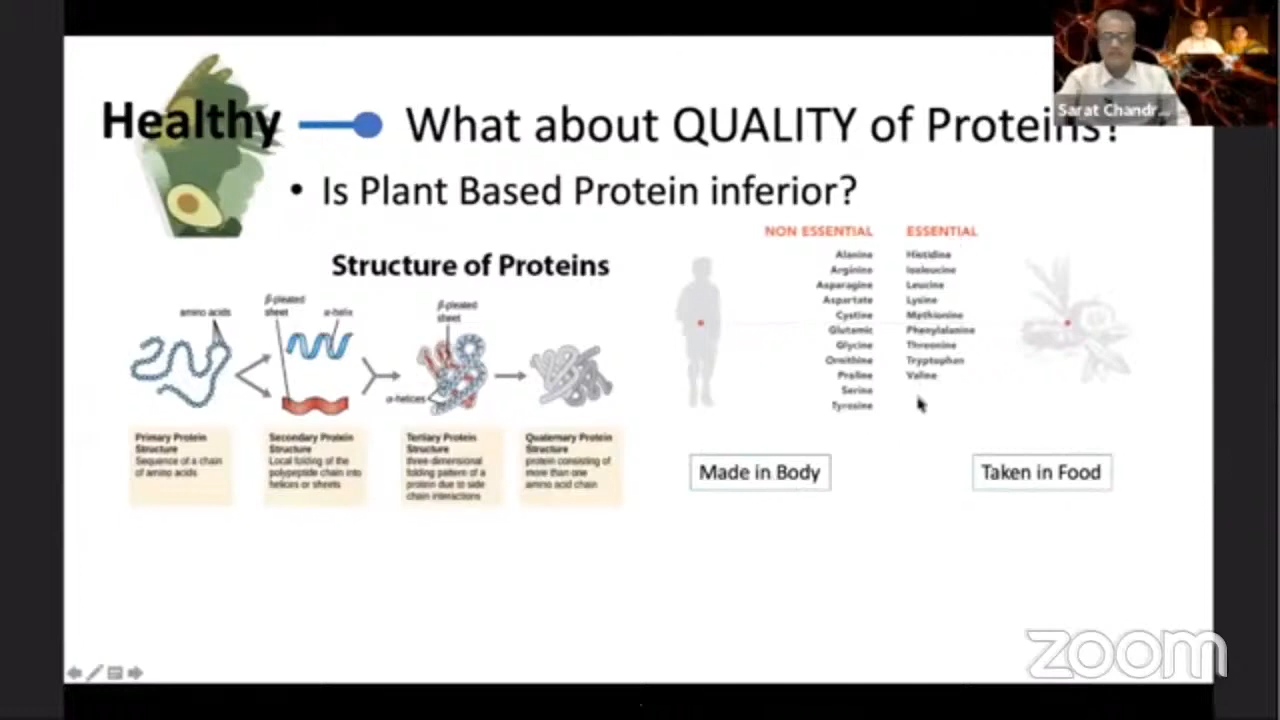 Healthy
What about QUALITY of Proteins?
• Is Plant Based Protein inferior?
Structure of Proteins
amino acids
β-pleated
sheet
α-helix
β-pleated
sheet
α-helices
Primary Protein
Structure
Sequence of a chain
of amino acids
Secondary Protein
Structure
Local folding of the
polypeptide chain into
helices or sheets
Tertiary Protein
Structure
three-dimensional
folding pattern of a
protein due to side
chain interactions
Quaternary Protein
Structure
protein consisting of
more than one
amino acid chain
NON ESSENTIAL
Alanine
Arginine
Asparagine
Aspartate
Cystine
Glutamic
Glycine
Ornithine
Proline
Serine
Tyrosine
ESSENTIAL
Histidine
Isoleucine
Leucine
Lysine
Methionine
Phenylalanine
Threonine
Tryptophan
Valine
Made in Body
Taken in Food
Sarat Chandr...
zoom